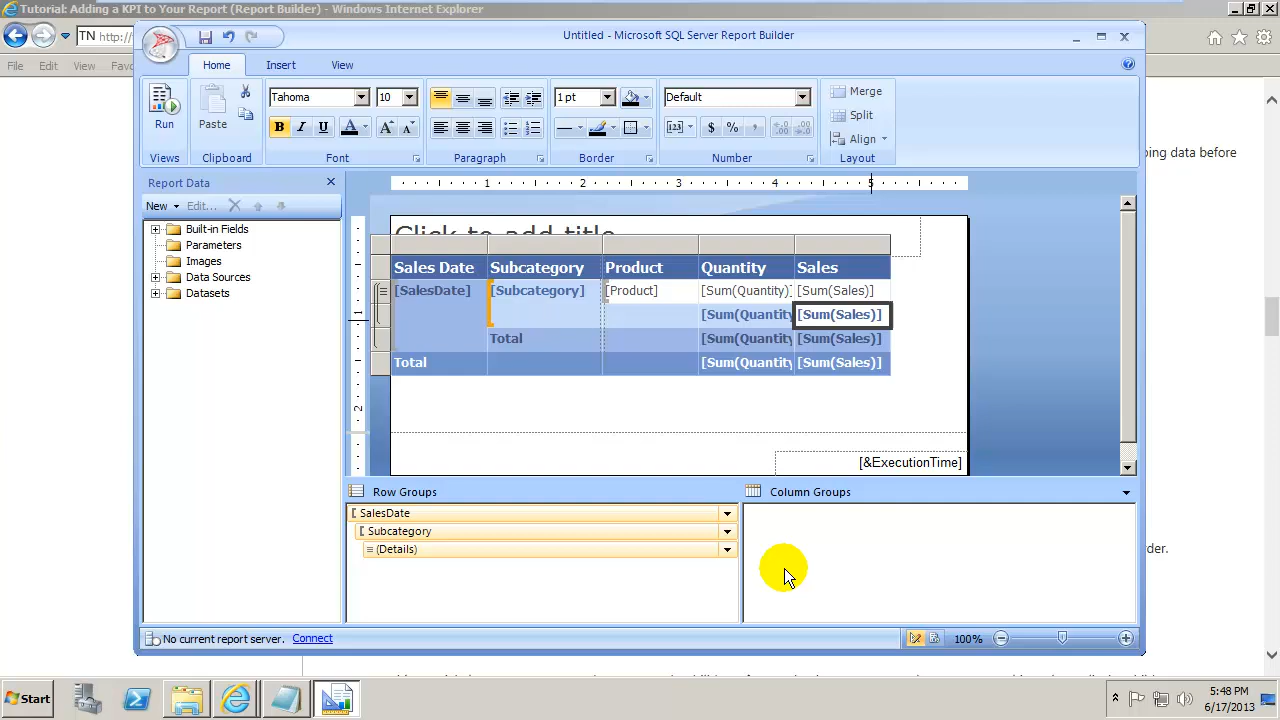 Tutorial: Adding a KPI to Your Report (Report Builder) - Windows Internet Explorer
TN http://
File Edit View
Untitled - Microsoft SQL Server Report Builder
Home Insert View
Run
Paste
Tahoma 10
B I U A A A
1 pt
Default
123 $ % ,
Merge
Split
Align
Views Clipboard Font Paragraph Border Number Layout
data before
Report Data
New Edit...
Built-in Fields
Parameters
Images
Data Sources
Datasets
1 2 3 4 5
1
2
Click to add title
Sales Date Subcategory Product Quantity Sales
[SalesDate] [Subcategory] [Product] [Sum(Quantity)] [Sum(Sales)]
[Sum(Quantity [Sum(Sales)]
Total [Sum(Quantity [Sum(Sales)]
Total [Sum(Quantity [Sum(Sales)]
[&ExecutionTime]
Row Groups Column Groups
SalesDate
Subcategory
(Details)
No current report server. Connect
100%
Start
5:48 PM
6/17/2013